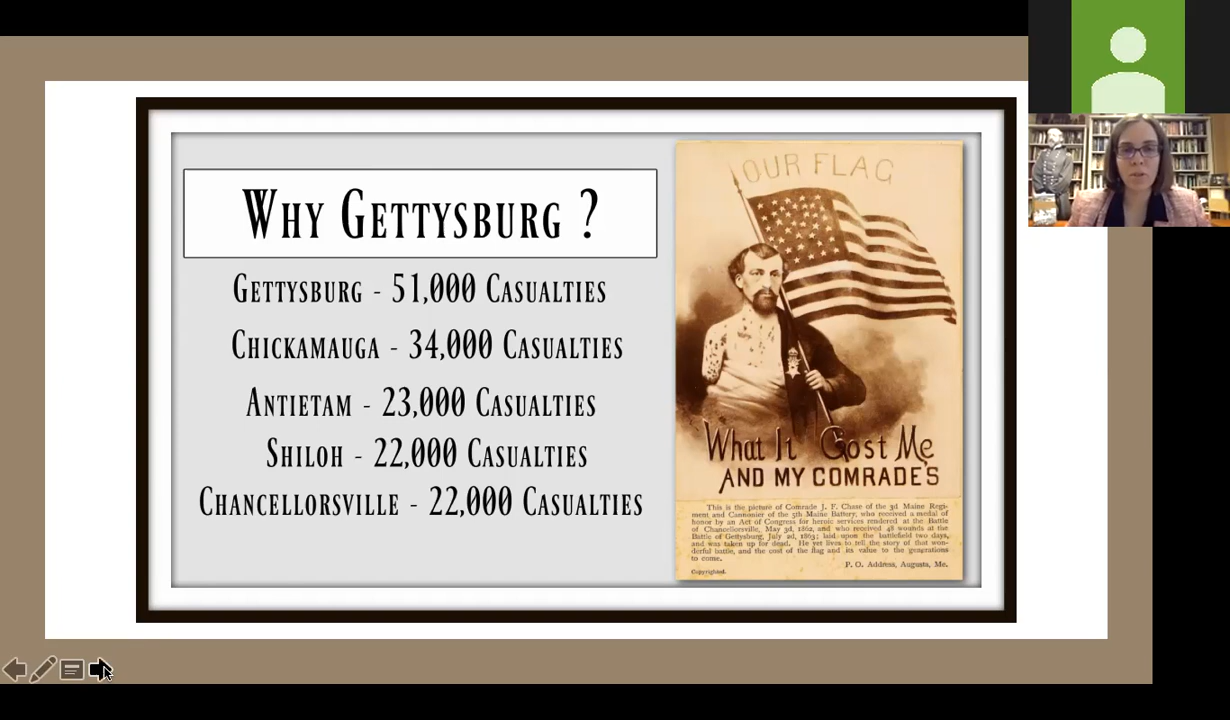 WHY GETTYSBURG ?
GETTYSBURG - 51,000 CASUALTIES
CHICKAMAUGA - 34,000 CASUALTIES
ANTIETAM - 23,000 CASUALTIES
SHILOH - 22,000 CASUALTIES
CHANCELLORSVILLE - 22,000 CASUALTIES
OUR FLAG
What It Cost Me
AND MY COMRADES
This is the picture of Comrade J. F. Chase of the 3d Maine Regi-
ment and Cannonier of the 5th Maine Battery, who received a medal of
honor by an Act of Congress for heroic services rendered at the Battle
of Chancellorsville, May 3d, 1862, and who received 48 wounds at the
Battle of Gettysburg, July 2d, 1863; laid upon the battlefield two days,
and was taken up for dead. He yet lives to tell the story of that won-
derful battle, and the cost of the flag and its value to the generations
to come.
P. O. Address, Augusta, Me.
Copyrighted.